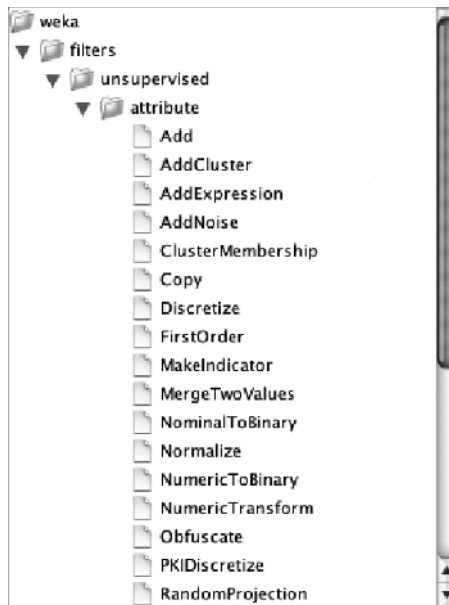 weka
filters
unsupervised
attribute
Add
AddCluster
AddExpression
AddNoise
ClusterMembership
Copy
Discretize
FirstOrder
MakeIndicator
MergeTwoValues
NominalToBinary
Normalize
NumericToBinary
NumericTransform
Obfuscate
PKIDiscretize
RandomProjection